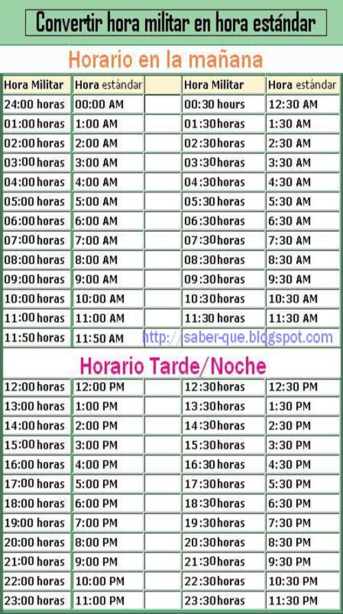 Convertir hora militar en hora estándar
Horario en la mañana
Hora Militar Hora estándar Hora Militar Hora estándar
24:00 horas 00:00 AM 00:30 hours 12:30 AM
01:00 horas 1:00 AM 01:30 horas 1:30 AM
02:00 horas 2:00 AM 02:30 horas 2:30 AM
03:00 horas 3:00 AM 03:30 horas 3:30 AM
04:00 horas 4:00 AM 04:30 horas 4:30 AM
05:00 horas 5:00 AM 05:30 horas 5:30 AM
06:00 horas 6:00 AM 06:30 horas 6:30 AM
07:00 horas 7:00 AM 07:30 horas 7:30 AM
08:00 horas 8:00 AM 08:30 horas 8:30 AM
09:00 horas 9:00 AM 09:30 horas 9:30 AM
10:00 horas 10:00 AM 10:30 horas 10:30 AM
11:00 horas 11:00 AM 11:30 horas 11:30 AM
11:50 horas 11:50 AM http://saber-que.blogspot.com
Horario Tarde/Noche
12:00 horas 12:00 PM 12:30 horas 12:30 PM
13:00 horas 1:00 PM 13:30 horas 1:30 PM
14:00 horas 2:00 PM 14:30 horas 2:30 PM
15:00 horas 3:00 PM 15:30 horas 3:30 PM
16:00 horas 4:00 PM 16:30 horas 4:30 PM
17:00 horas 5:00 PM 17:30 horas 5:30 PM
18:00 horas 6:00 PM 18:30 horas 6:30 PM
19:00 horas 7:00 PM 19:30 horas 7:30 PM
20:00 horas 8:00 PM 20:30 horas 8:30 PM
21:00 horas 9:00 PM 21:30 horas 9:30 PM
22:00 horas 10:00 PM 22:30 horas 10:30 PM
23:00 horas 11:00 PM 23:30 horas 11:30 PM